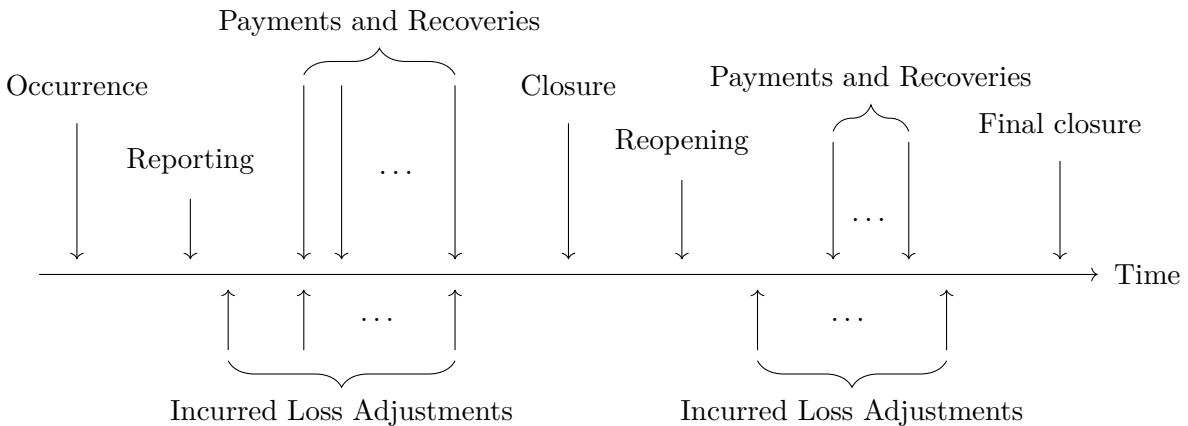 Payments and Recoveries
Occurrence
Closure
Payments and Recoveries
Reporting
Reopening
Final closure
...
...
Time
...
...
Incurred Loss Adjustments
Incurred Loss Adjustments